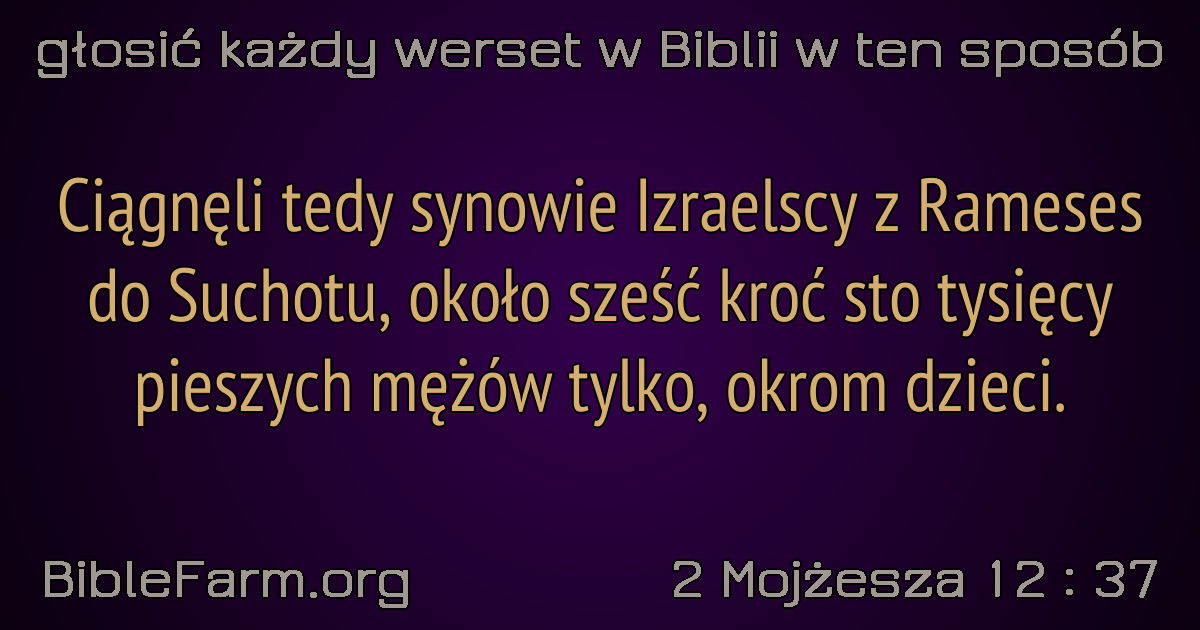 głosić każdy werset w Biblii w ten sposób
Ciągnęli tedy synowie Izraelscy z Rameses
do Suchotu, około sześć kroć sto tysięcy
pieszych mężów tylko, okrom dzieci.
BibleFarm.org
2 Mojżesza 12 : 37